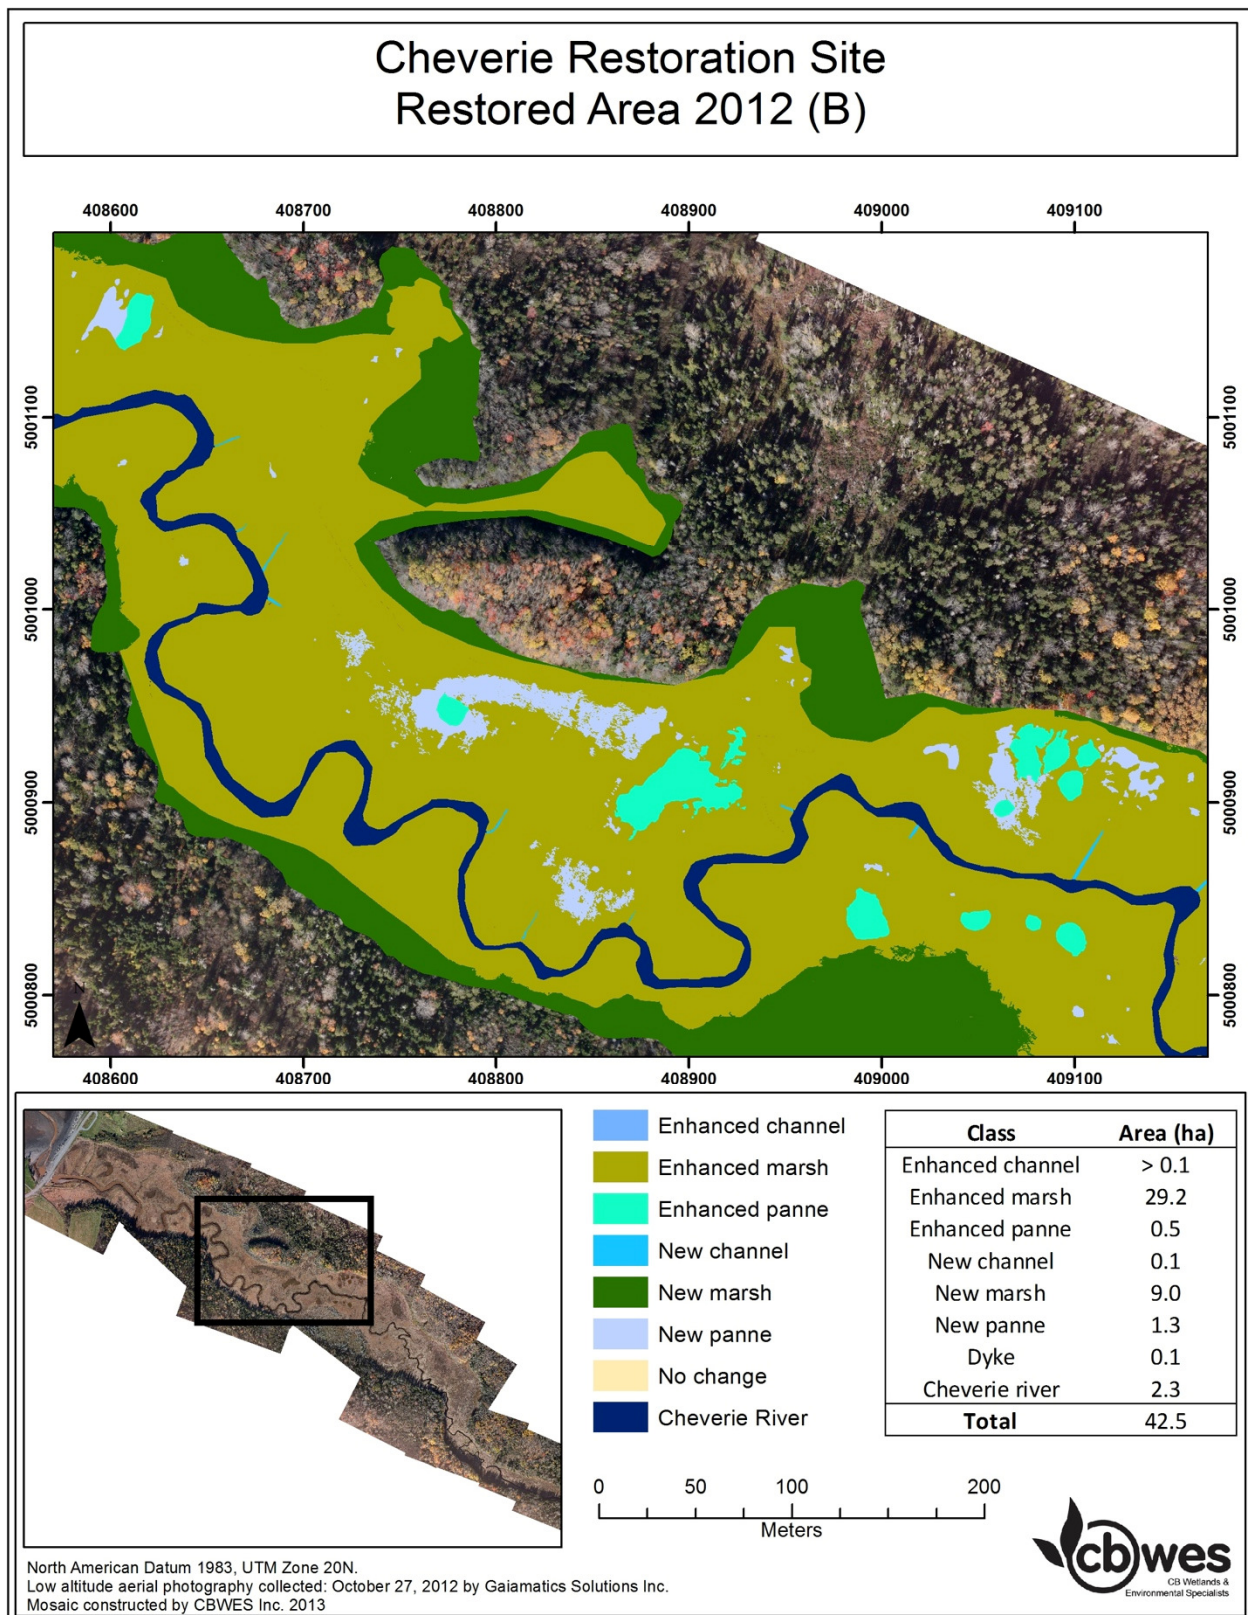 Cheverie Restoration Site
Restored Area 2012 (B)
408600 408700 408800 408900 409000 409100
5001100 5001100
5001000 5001000
5000900 5000900
5000800 5000800
N
408600 408700 408800 408900 409000 409100
Enhanced channel
Enhanced marsh
Enhanced panne
New channel
New marsh
New panne
No change
Cheverie River
Class Area (ha)
Enhanced channel > 0.1
Enhanced marsh 29.2
Enhanced panne 0.5
New channel 0.1
New marsh 9.0
New panne 1.3
Dyke 0.1
Cheverie river 2.3
Total 42.5
0 50 100 200
Meters
cbwes
CB Wetlands &
Environmental Specialists
North American Datum 1983, UTM Zone 20N.
Low altitude aerial photography collected: October 27, 2012 by Gaiamatics Solutions Inc.
Mosaic constructed by CBWES Inc. 2013